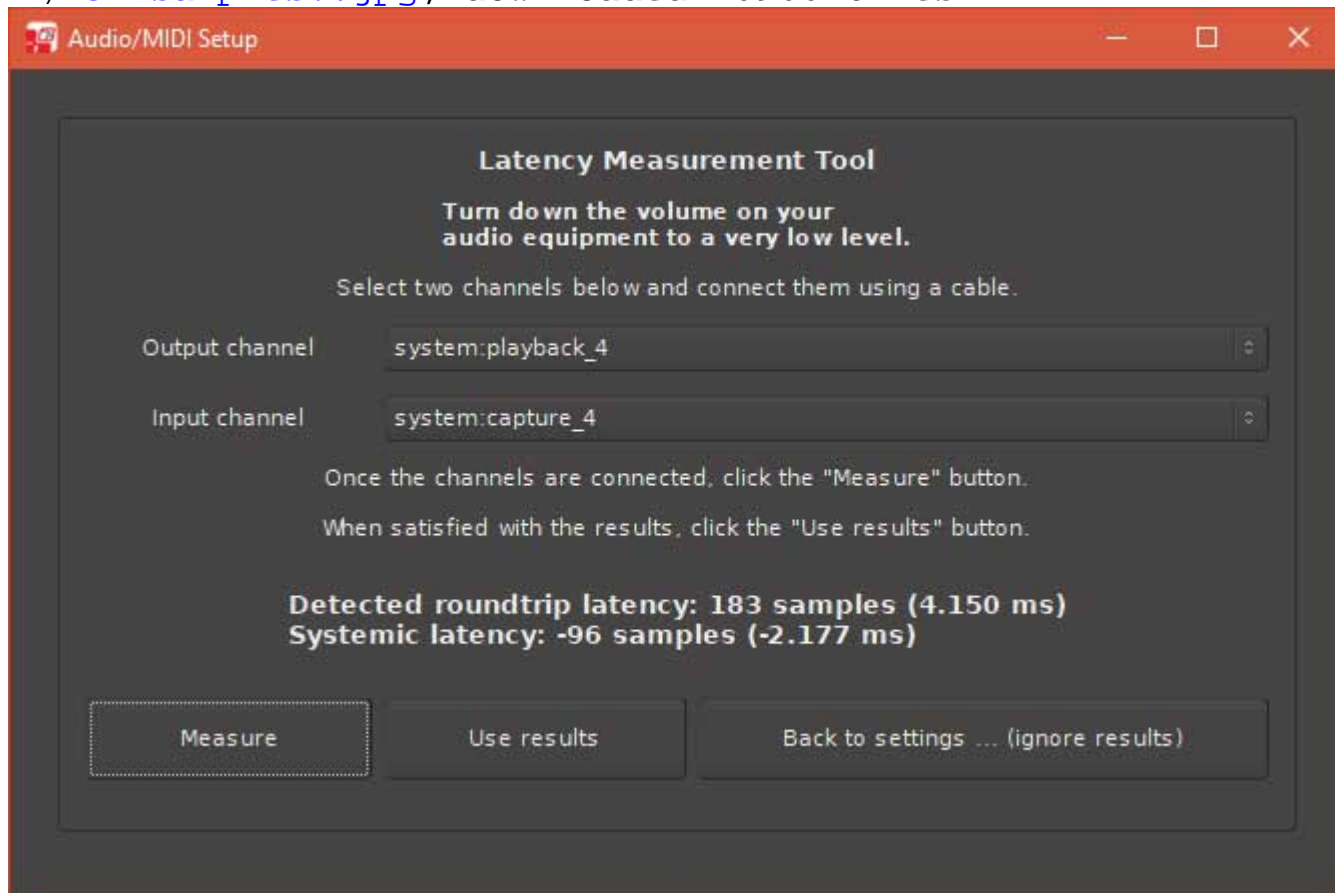 Audio/MIDI Setup
Latency Measurement Tool
Turn down the volume on your
audio equipment to a very low level.
Select two channels below and connect them using a cable.
Output channel system:playback_4
Input channel system:capture_4
Once the channels are connected, click the "Measure" button.
When satisfied with the results, click the "Use results" button.
Detected roundtrip latency: 183 samples (4.150 ms)
Systemic latency: -96 samples (-2.177 ms)
Measure Use results Back to settings ... (ignore results)